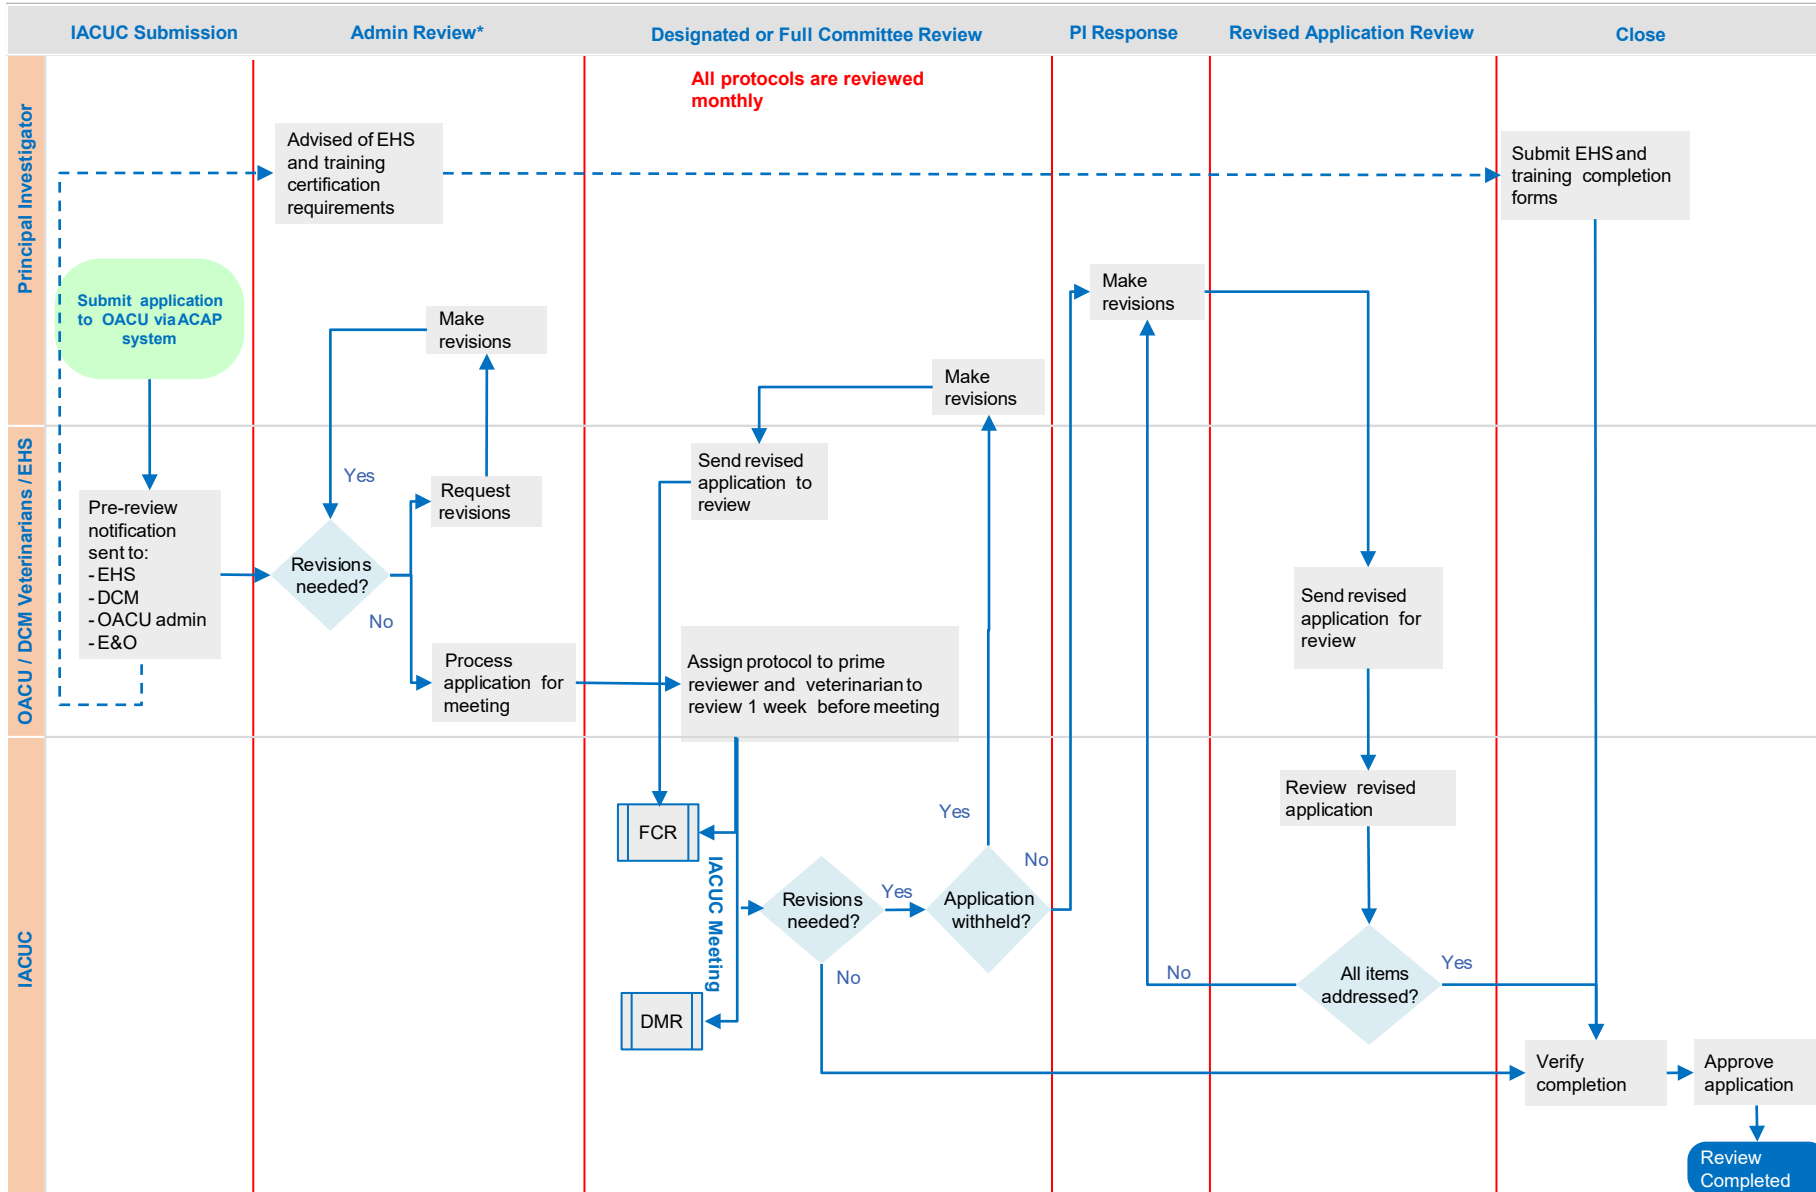 IACUC Submission
Admin Review*
Designated or Full Committee Review
PI Response
Revised Application Review
Close
Principal Investigator
All protocols are reviewed
monthly
Advised of EHS
and training
certification
requirements
Submit EHS and
training completion
forms
Submit application
to OACU via ACAP
system
Make
revisions
Make
revisions
Make
revisions
OACU / DCM Veterinarians / EHS
Pre-review
notification
sent to:
- EHS
- DCM
- OACU admin
- E&O
Yes
Revisions
needed?
No
Request
revisions
Process
application for
meeting
Send revised
application to
review
Assign protocol to prime
reviewer and veterinarian to
review 1 week before meeting
Send revised
application for
review
IACUC
FCR
IACUC Meeting
DMR
Revisions
needed?
Yes
No
Application
withheld?
Yes
No
Review revised
application
All items
addressed?
No
Yes
Verify
completion
Approve
application
Review
Completed